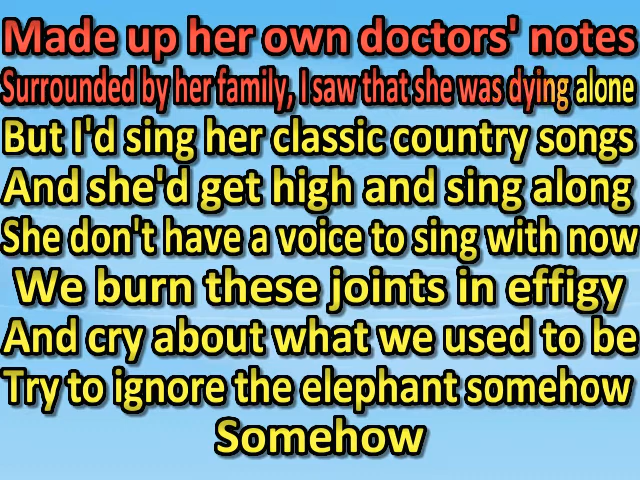 Made up her own doctors' notes
Surrounded by her family, I saw that she was dying alone
But I'd sing her classic country songs
And she'd get high and sing along
She don't have a voice to sing with now
We burn these joints in effigy
And cry about what we used to be
Try to ignore the elephant somehow
Somehow